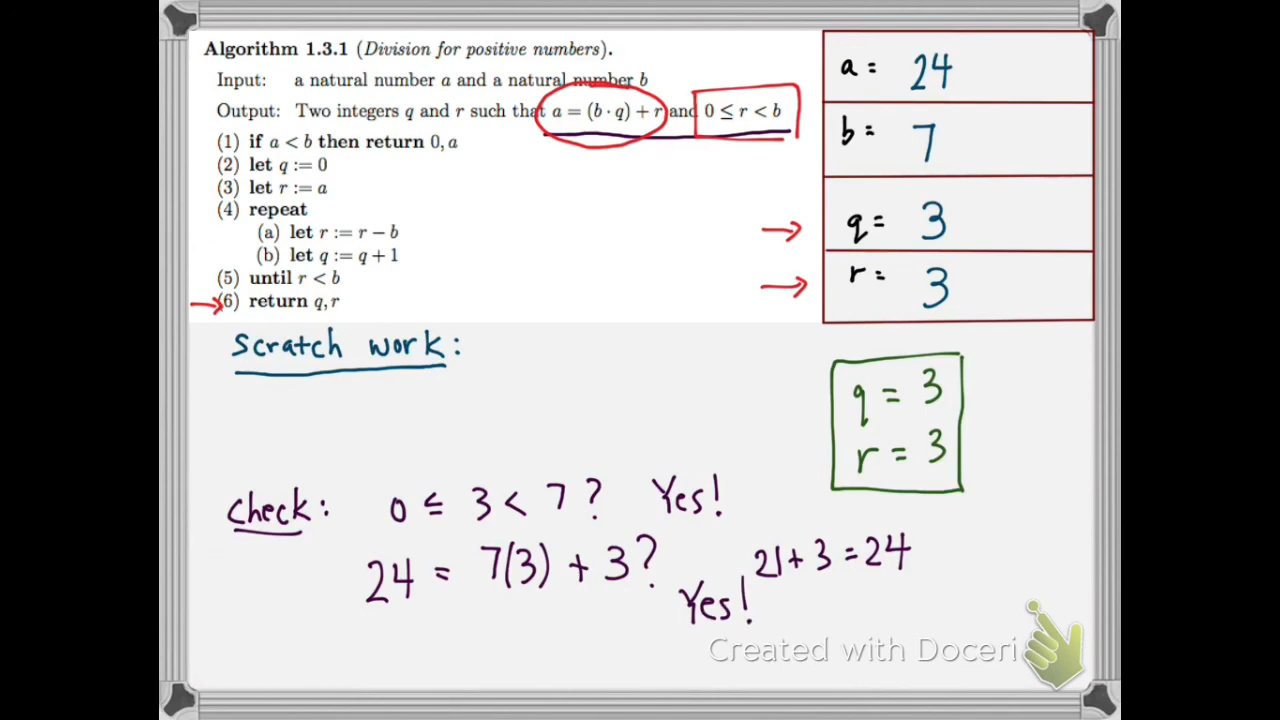 Algorithm 1.3.1 (Division for positive numbers).
Input: a natural number a and a natural number b
Output: Two integers q and r such that a = (b · q) + r and 0 ≤ r < b
(1) if a < b then return 0, a
(2) let q := 0
(3) let r := a
(4) repeat
(a) let r := r − b
(b) let q := q + 1
(5) until r < b
(6) return q, r
a = 24
b = 7
q = 3
r = 3
Scratch work:
q = 3
r = 3
Check: 0 ≤ 3 < 7 ? Yes!
24 = 7(3) + 3 ? 21 + 3 = 24
Yes!
Created with Doceri